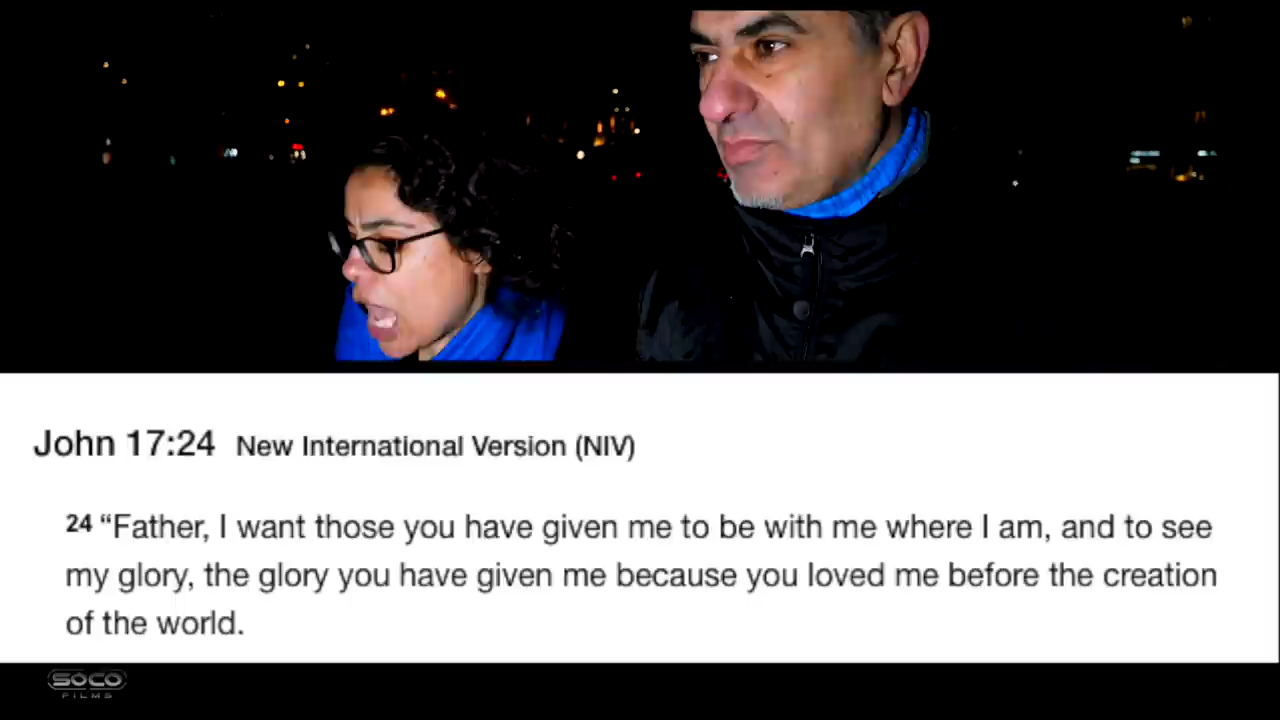 John 17:24 New International Version (NIV)
24 “Father, I want those you have given me to be with me where I am, and to see
my glory, the glory you have given me because you loved me before the creation
of the world.
SOCO
FILMS